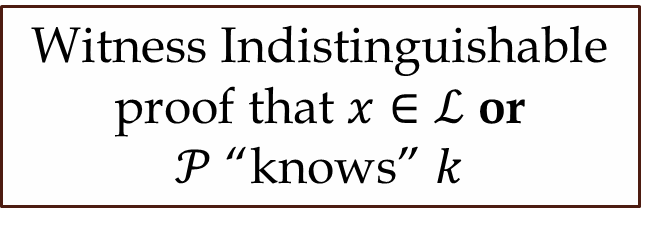 Witness Indistinguishable
proof that 𝑥 ∈ ℒ or
𝒫 “knows” 𝑘